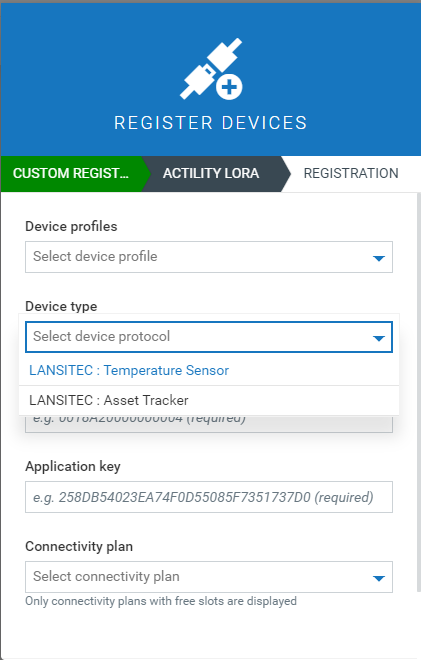 REGISTER DEVICES
CUSTOM REGIST...
ACTILITY LORA
REGISTRATION
Device profiles
Select device profile
Device type
Select device protocol
LANSITEC : Temperature Sensor
LANSITEC : Asset Tracker
e.g. 0018A20000000004 (required)
Application key
e.g. 258DB54023EA74F0D55085F7351737D0 (required)
Connectivity plan
Select connectivity plan
Only connectivity plans with free slots are displayed